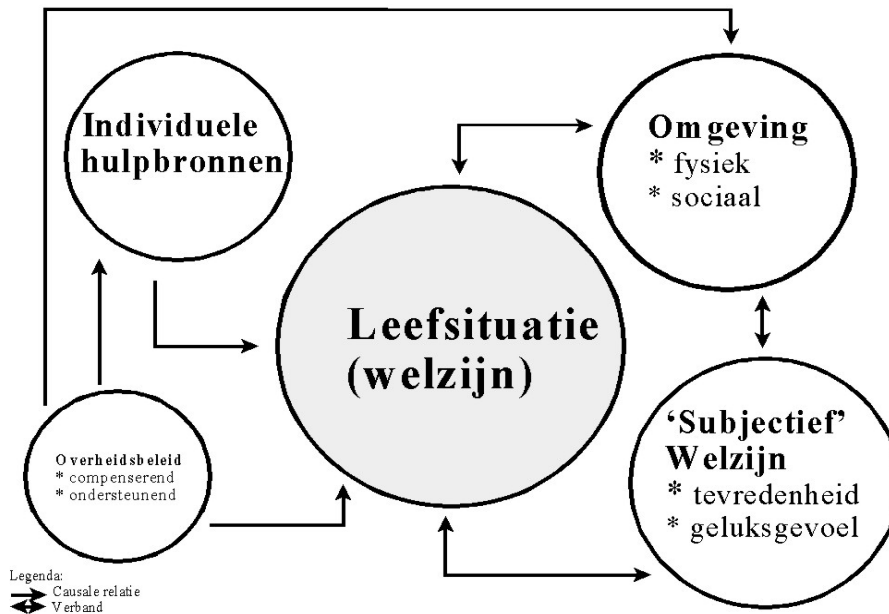 Individuele
hulpbronnen
Omgeving
* fysiek
* sociaal
Leefsituatie
(welzijn)
Overheidsbeleid
* compenserend
* ondersteunend
‘Subjectief’
Welzijn
* tevredenheid
* geluksgevoel
Legenda:
Causale relatie
Verband